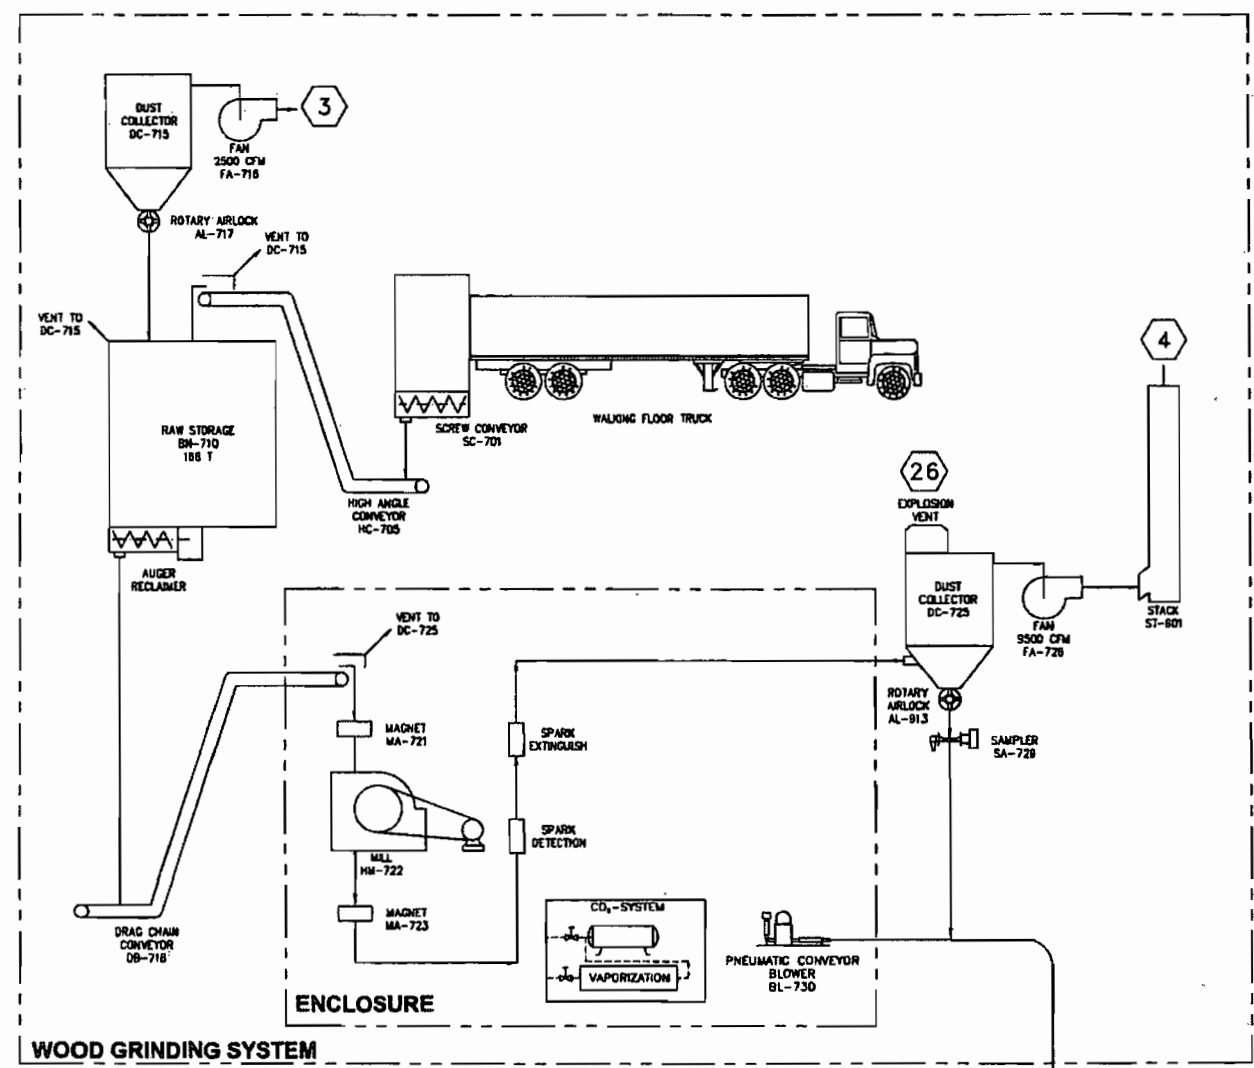 DUST
COLLECTOR
DC-715
3
FAN
2500 CFM
FA-716
ROTARY AIRLOCK
AL-717
VENT TO
DC-715
VENT TO
DC-715
RAW STORAGE
BN-710
168 T
AUGER
RECLAIMER
HIGH ANGLE
CONVEYOR
HC-705
SCREW CONVEYOR
SC-701
WALKING FLOOR TRUCK
4
26
EXPLOSION
VENT
DUST
COLLECTOR
DC-725
FAN
9500 CFM
FA-726
STACK
ST-801
ROTARY
AIRLOCK
AL-913
SAMPLER
SA-729
VENT TO
DC-725
MAGNET
MA-721
SPARK
EXTINGUISH
SPARK
DETECTION
MILL
HM-722
MAGNET
MA-723
DRAG CHAIN
CONVEYOR
DB-718
CO₂-SYSTEM
VAPORIZATION
PNEUMATIC CONVEYOR
BLOWER
BL-730
ENCLOSURE
WOOD GRINDING SYSTEM